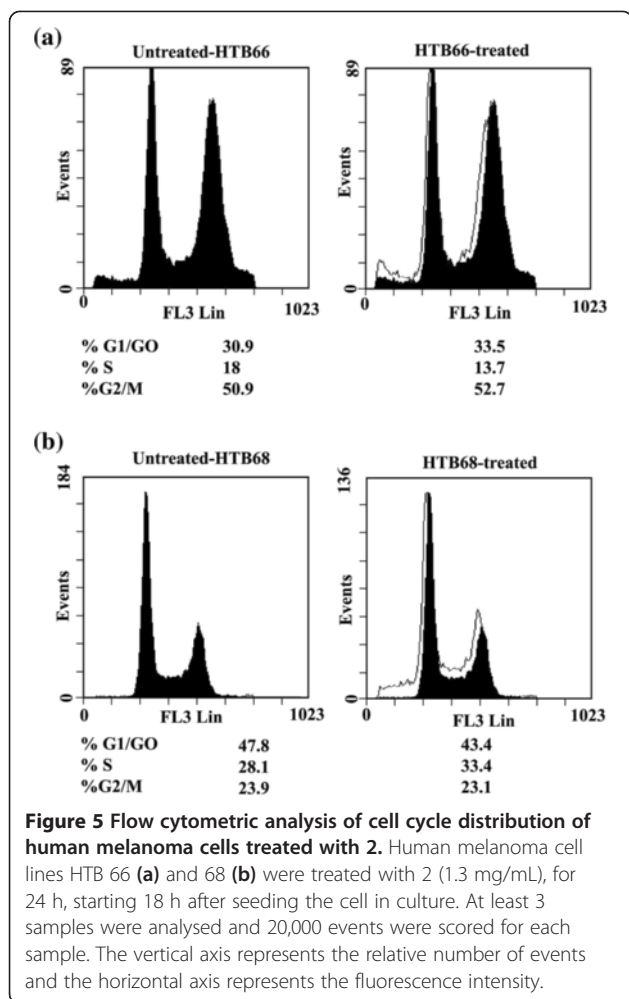 (a)
Untreated-HTB66 HTB66-treated
89 89
Events Events
0 0
0 FL3 Lin 1023 0 FL3 Lin 1023
% G1/GO 30.9 33.5
% S 18 13.7
%G2/M 50.9 52.7
(b)
Untreated-HTB68 HTB68-treated
184 136
Events Events
0 0
0 FL3 Lin 1023 0 FL3 Lin 1023
% G1/GO 47.8 43.4
% S 28.1 33.4
%G2/M 23.9 23.1
Figure 5 Flow cytometric analysis of cell cycle distribution of
human melanoma cells treated with 2. Human melanoma cell
lines HTB 66 (a) and 68 (b) were treated with 2 (1.3 mg/mL), for
24 h, starting 18 h after seeding the cell in culture. At least 3
samples were analysed and 20,000 events were scored for each
sample. The vertical axis represents the relative number of events
and the horizontal axis represents the fluorescence intensity.